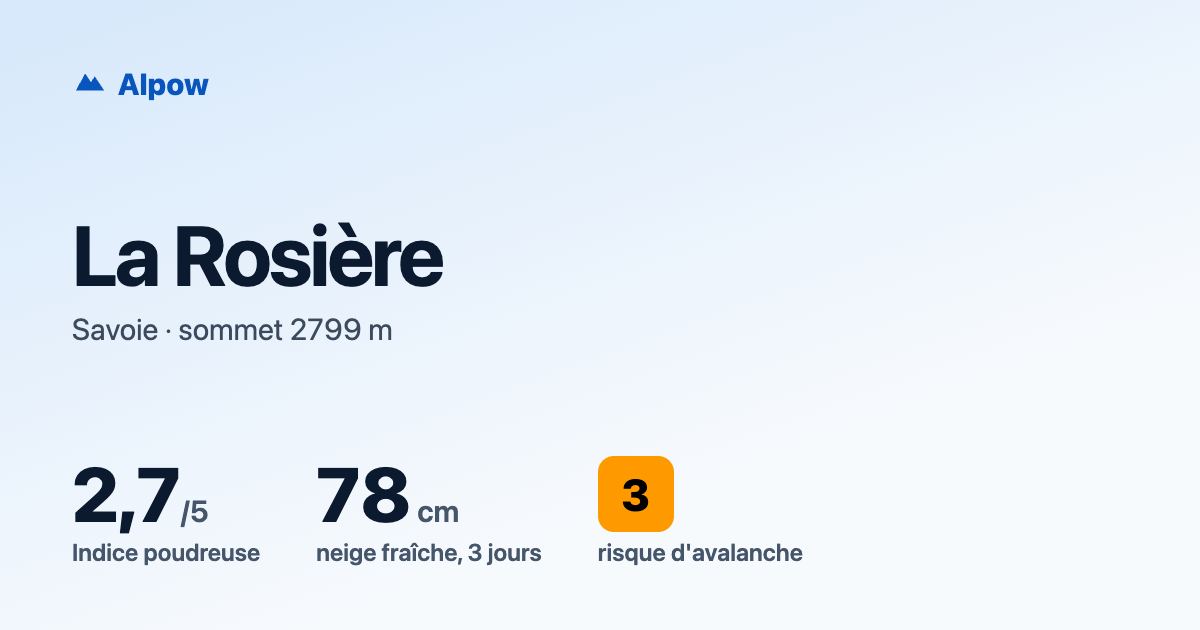 Alpow
La Rosière
Savoie · sommet 2799 m
2,7/5
Indice poudreuse
78 cm
neige fraîche, 3 jours
3
risque d'avalanche